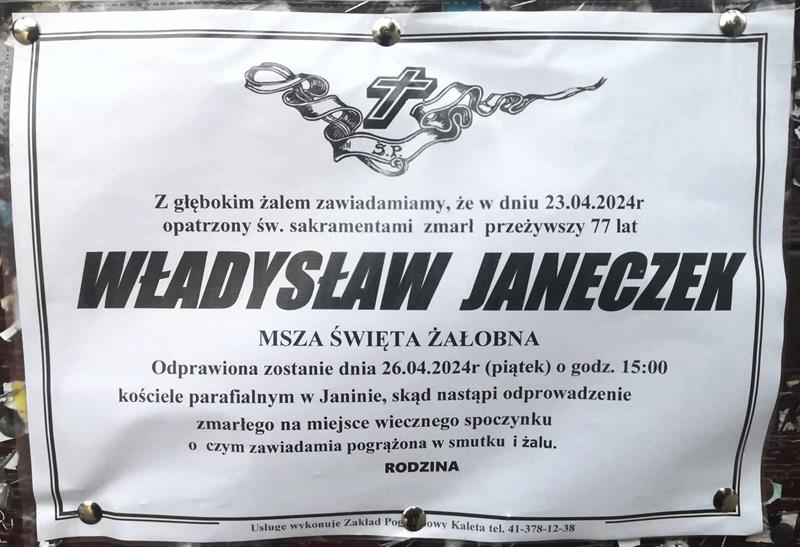 Ś.P.
Z głębokim żalem zawiadamiamy, że w dniu 23.04.2024r
opatrzony św. sakramentami zmarł przeżywszy 77 lat
WŁADYSŁAW JANECZEK
MSZA ŚWIĘTA ŻAŁOBNA
Odprawiona zostanie dnia 26.04.2024r (piątek) o godz. 15:00
kościele parafialnym w Janinie, skąd nastąpi odprowadzenie
zmarłego na miejsce wiecznego spoczynku
o czym zawiadamia pogrążona w smutku i żalu.
RODZINA
Usługę wykonuje Zakład Kaleta tel. 41-378-12-38